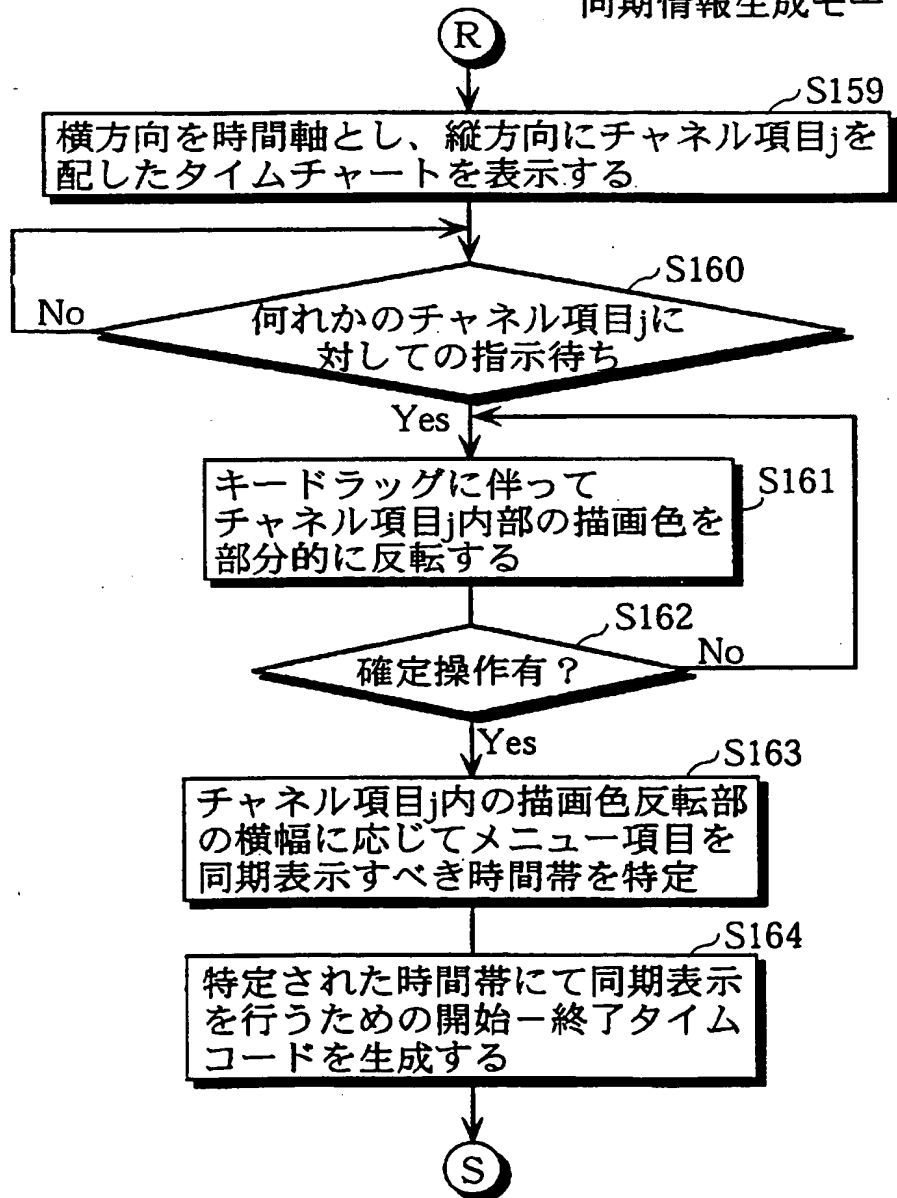 同期情報生成モー
R
S159
横方向を時間軸とし、縦方向にチャネル項目jを
配したタイムチャートを表示する
S160
No
何れかのチャネル項目jに
対しての指示待ち
Yes
キードラッグに伴って
チャネル項目j内部の描画色を
部分的に反転する
S161
S162
確定操作有?
No
Yes
S163
チャネル項目j内の描画色反転部
の横幅に応じてメニュー項目を
同期表示すべき時間帯を特定
S164
特定された時間帯にて同期表示
を行うための開始−終了タイム
コードを生成する
S